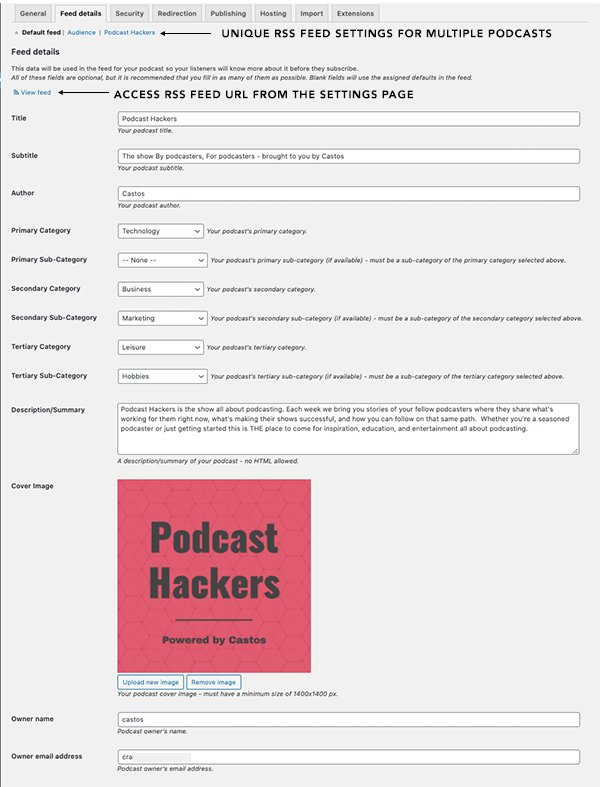 General Feed details Security Redirection Publishing Hosting Import Extensions
Default feed | Audience | Podcast Hackers UNIQUE RSS FEED SETTINGS FOR MULTIPLE PODCASTS
Feed details
This data will be used in the feed for your podcast so your listeners will know more about it before they subscribe.
All of these fields are optional, but it is recommended that you fill in as many of them as possible. Blank fields will use the assigned defaults in the feed.
View feed ACCESS RSS FEED URL FROM THE SETTINGS PAGE
Title Podcast Hackers
Your podcast title.
Subtitle The show By podcasters, For podcasters - brought to you by Castos
Your podcast subtitle.
Author Castos
Your podcast author.
Primary Category Technology Your podcast's primary category.
Primary Sub-Category -- None -- Your podcast's primary sub-category (if available) - must be a sub-category of the primary category selected above.
Secondary Category Business Your podcast's secondary category.
Secondary Sub-Category Marketing Your podcast's secondary sub-category (if available) - must be a sub-category of the secondary category selected above.
Tertiary Category Leisure Your podcast's tertiary category.
Tertiary Sub-Category Hobbies Your podcast's tertiary sub-category (if available) - must be a sub-category of the tertiary category selected above.
Description/Summary Podcast Hackers is the show all about podcasting. Each week we bring you stories of your fellow podcasters where they share what's
working for them right now, what's making their shows successful, and how you can follow on that same path. Whether you're a seasoned
podcaster or just getting started this is THE place to come for inspiration, education, and entertainment all about podcasting.
A description/summary of your podcast - no HTML allowed.
Cover Image
Podcast
Hackers
Powered by Castos
Upload new image Remove image
Your podcast cover image - must have a minimum size of 1400x1400 px.
Owner name castos
Podcast owner's name.
Owner email address cra
Podcast owner's email address.